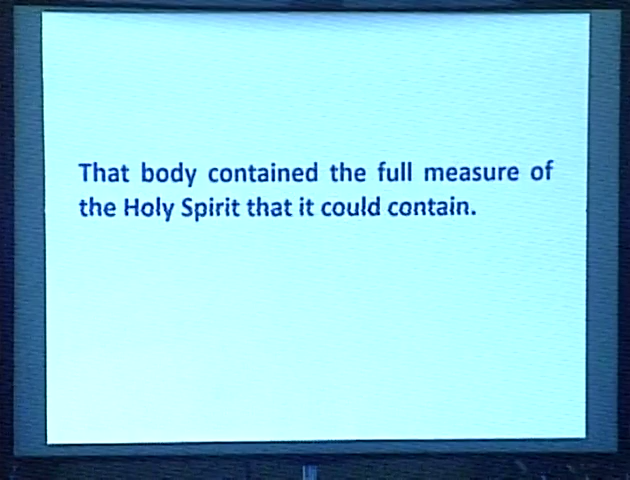 That body contained the full measure of
the Holy Spirit that it could contain.